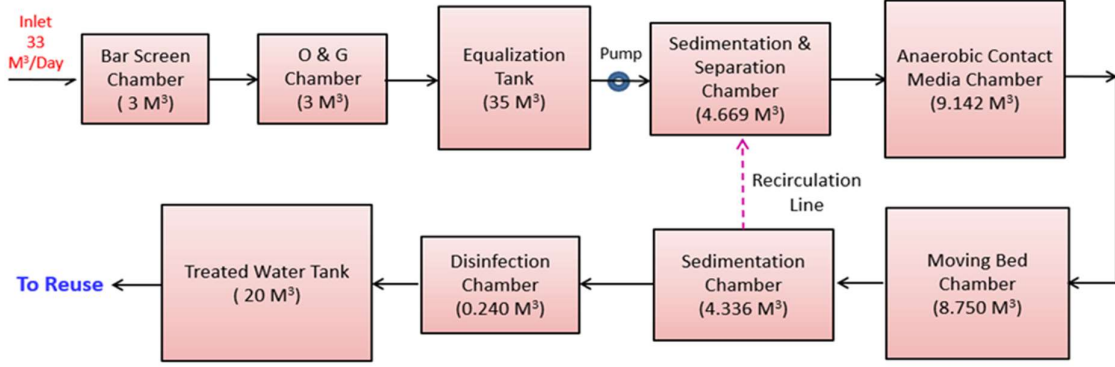 Inlet
33
M³/Day
Bar Screen
Chamber
( 3 M³)
O & G
Chamber
(3 M³)
Equalization
Tank
(35 M³)
Pump
Sedimentation &
Separation
Chamber
(4.669 M³)
Anaerobic Contact
Media Chamber
(9.142 M³)
Recirculation
Line
Moving Bed
Chamber
(8.750 M³)
Sedimentation
Chamber
(4.336 M³)
Disinfection
Chamber
(0.240 M³)
Treated Water Tank
( 20 M³)
To Reuse